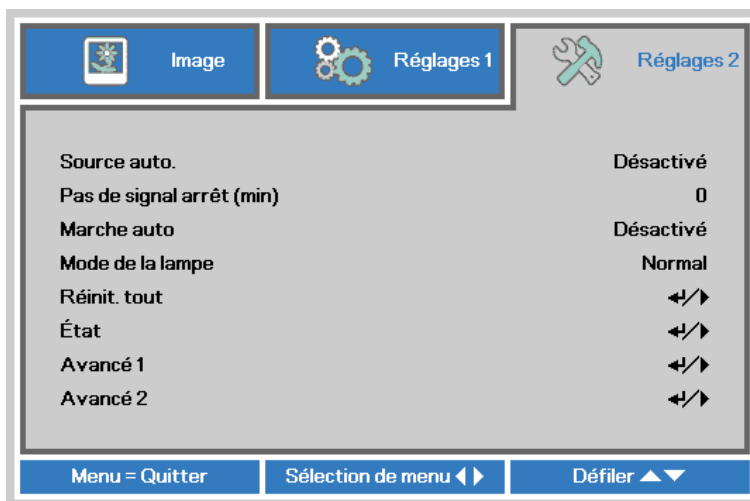 Image
Réglages 1
Réglages 2
Source auto. Désactivé
Pas de signal arrêt (min) 0
Marche auto Désactivé
Mode de la lampe Normal
Réinit. tout
État
Avancé 1
Avancé 2
Menu = Quitter
Sélection de menu
Défiler